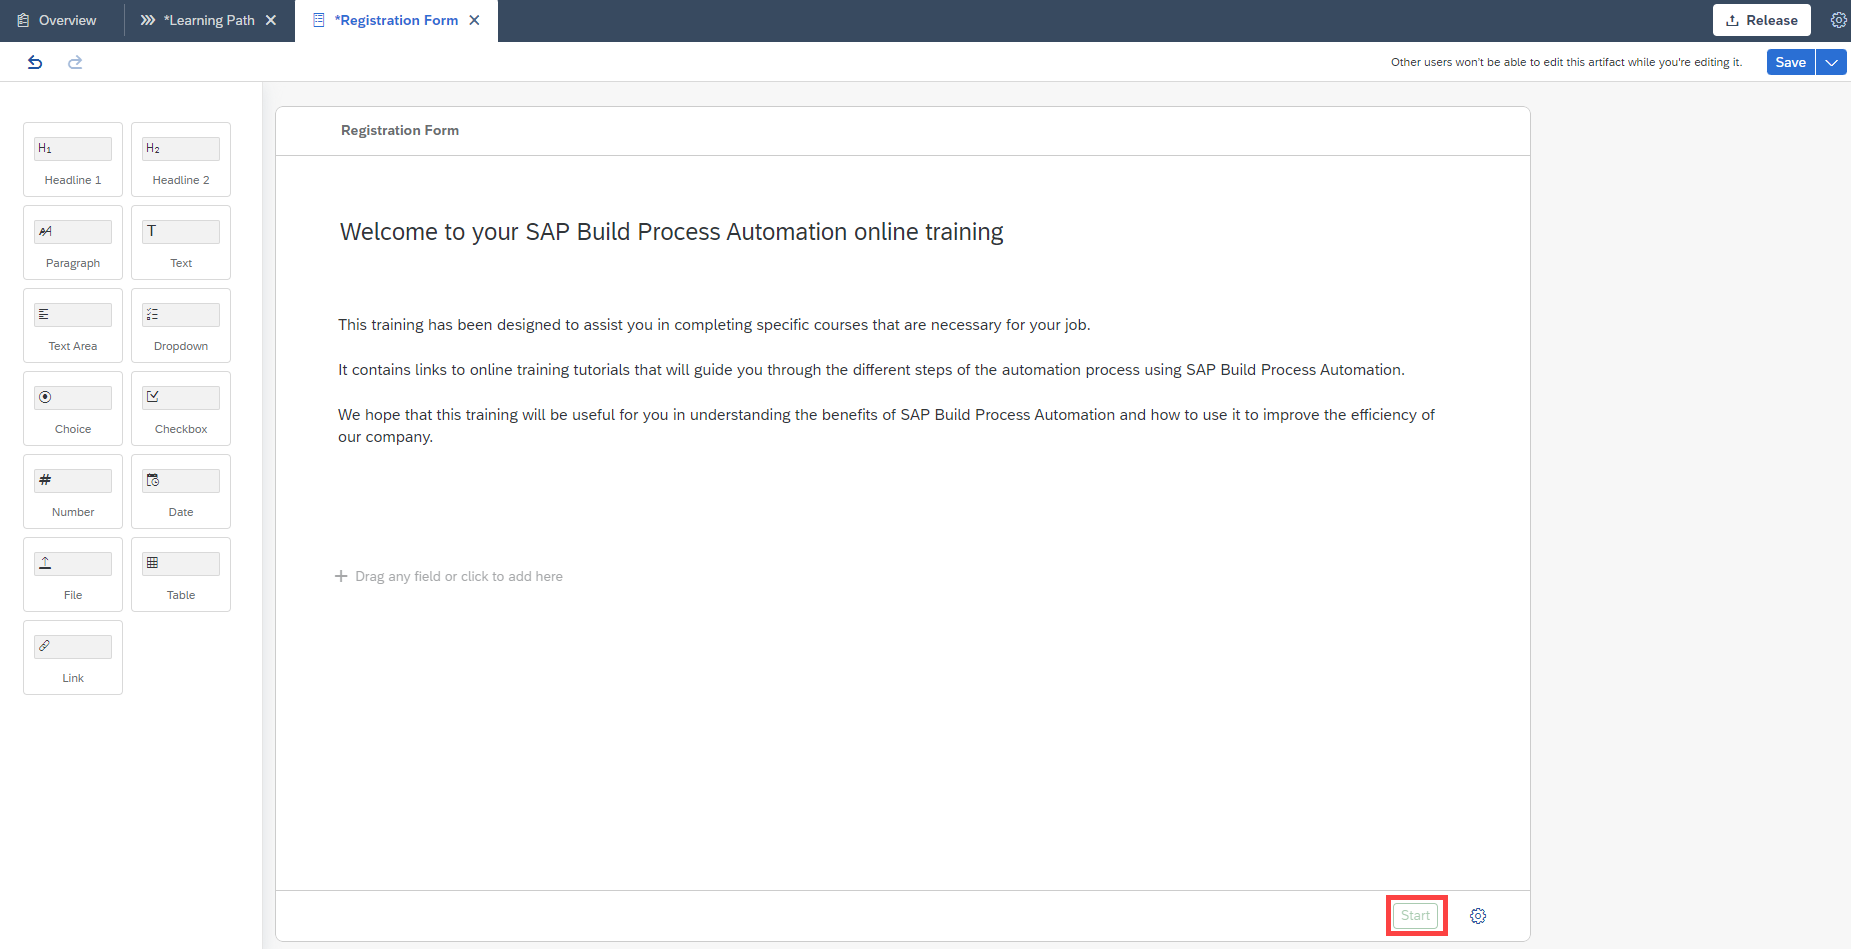 Overview
*Learning Path
*Registration Form
Release
Other users won't be able to edit this artifact while you're editing it.
Save
H1
Headline 1
H2
Headline 2
Paragraph
T
Text
Text Area
Dropdown
Choice
Checkbox
#
Number
Date
File
Table
Link
Registration Form
Welcome to your SAP Build Process Automation online training
This training has been designed to assist you in completing specific courses that are necessary for your job.
It contains links to online training tutorials that will guide you through the different steps of the automation process using SAP Build Process Automation.
We hope that this training will be useful for you in understanding the benefits of SAP Build Process Automation and how to use it to improve the efficiency of
our company.
+ Drag any field or click to add here
Start